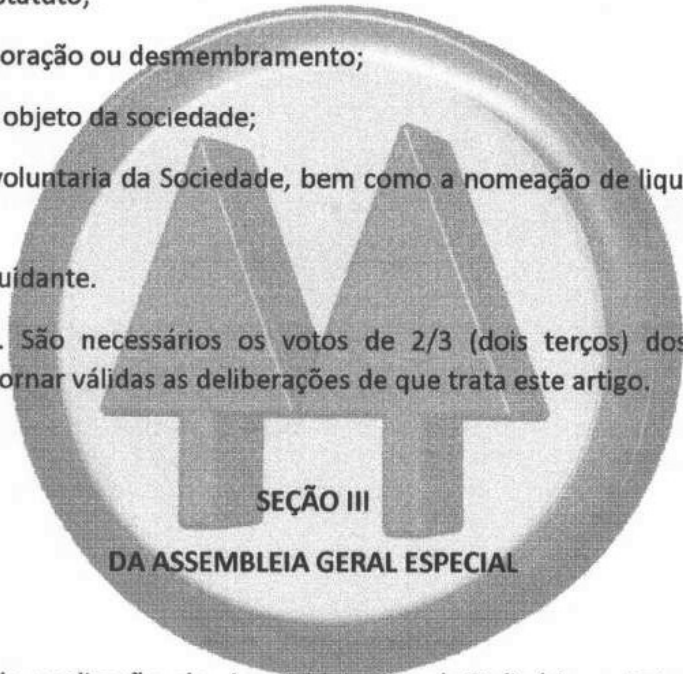 statuto;
oração ou desmembramento;
objeto da sociedade;
voluntaria da Sociedade, bem como a nomeação de liqu
uidante.
. São necessários os votos de 2/3 (dois terços) dos
ornar válidas as deliberações de que trata este artigo.
SEÇÃO III
DA ASSEMBLEIA GERAL ESPECIAL